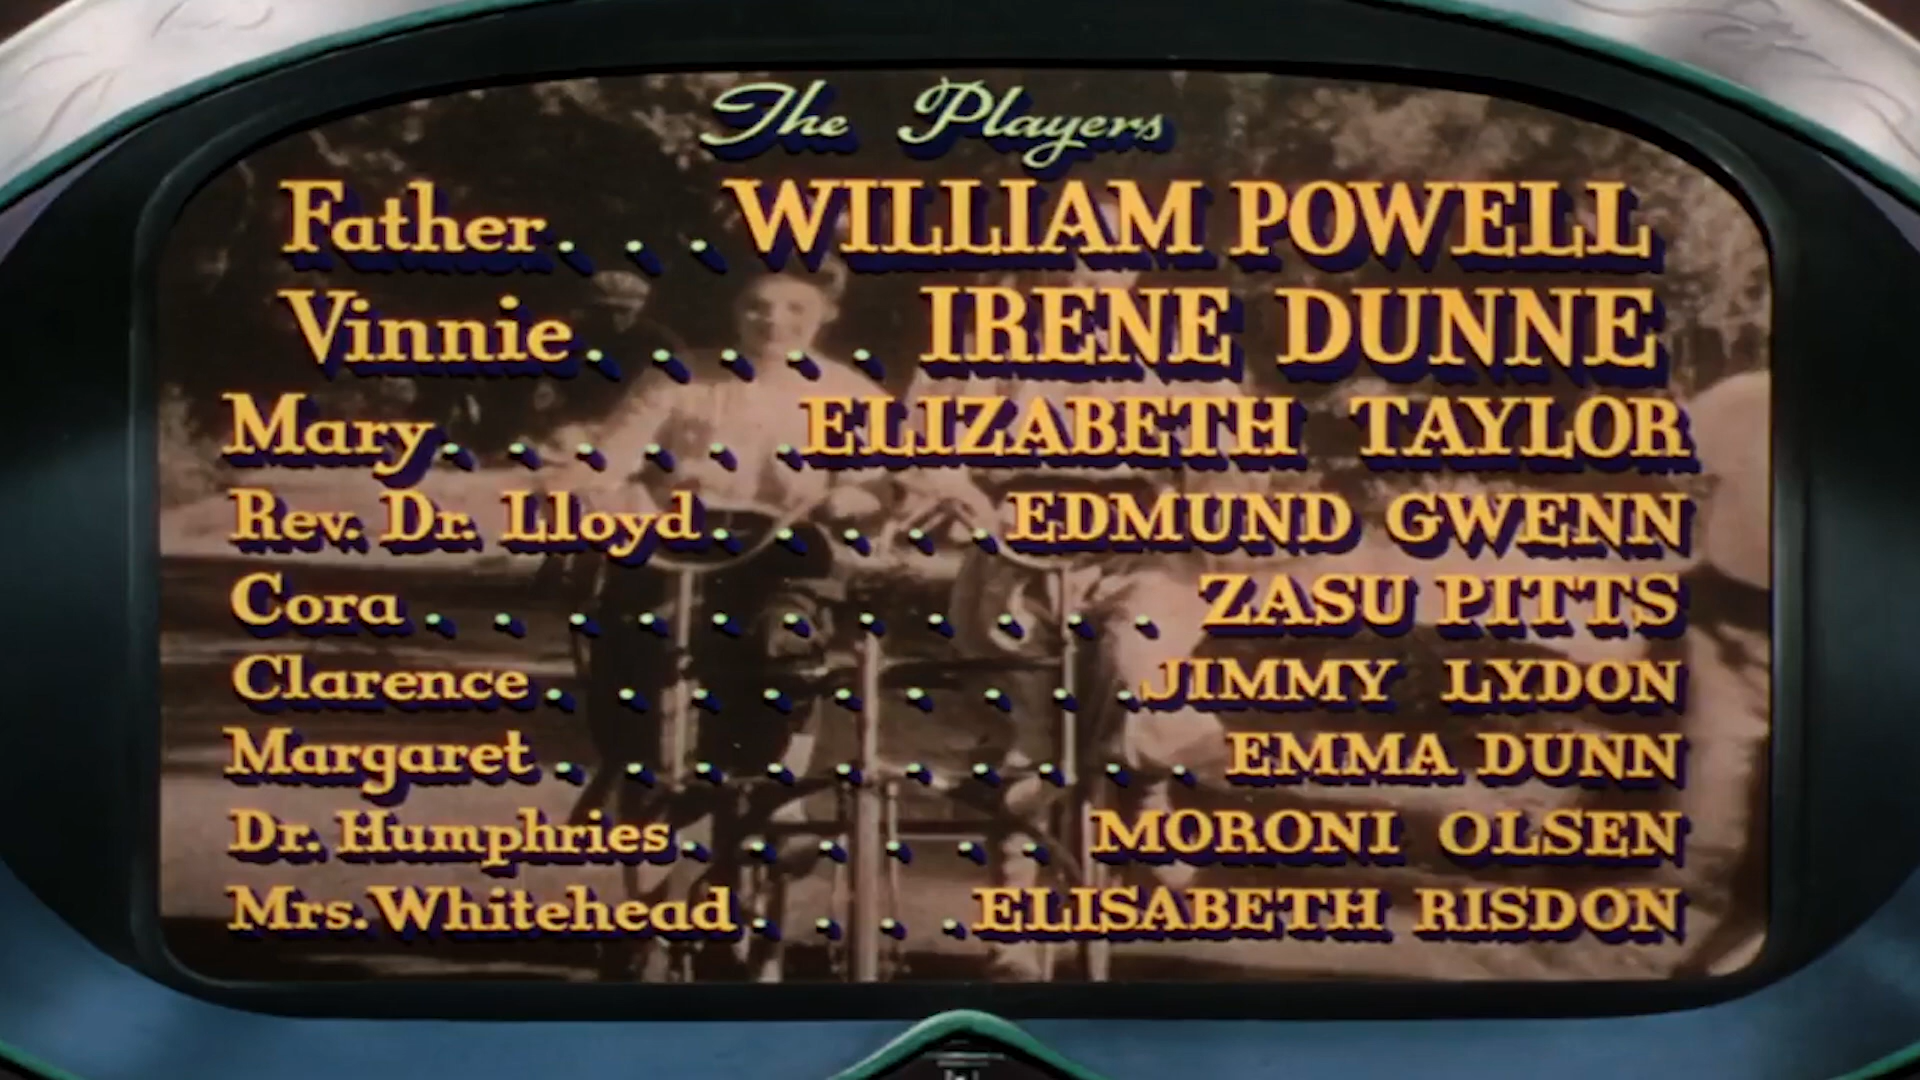 The Players
Father . . . WILLIAM POWELL
Vinnie . . . . . IRENE DUNNE
Mary . . . . . . ELIZABETH TAYLOR
Rev. Dr. Lloyd . . . . . EDMUND GWENN
Cora . . . . . . . . . . . ZASU PITTS
Clarence . . . . . . . . . JIMMY LYDON
Margaret . . . . . . . . . . EMMA DUNN
Dr. Humphries . . . . . . MORONI OLSEN
Mrs. Whitehead . . . . ELISABETH RISDON